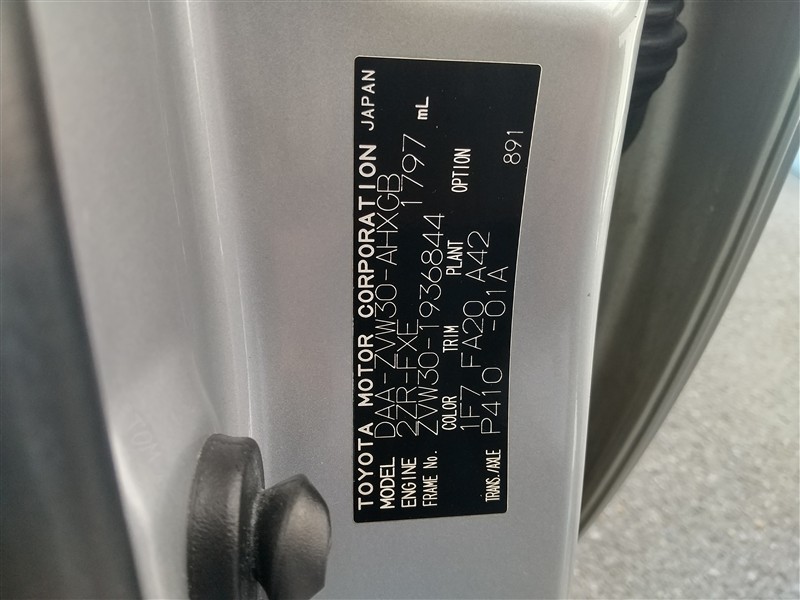 TOYOTA MOTOR CORPORATION JAPAN
MODEL DAA-ZVW30-AHXGB
ENGINE 2ZR-FXE 1797 mL
FRAME No. ZVW30-1936844
COLOR TRIM PLANT OPTION
1F7 FA20 A42
TRANS./AXLE P410 -01A 891